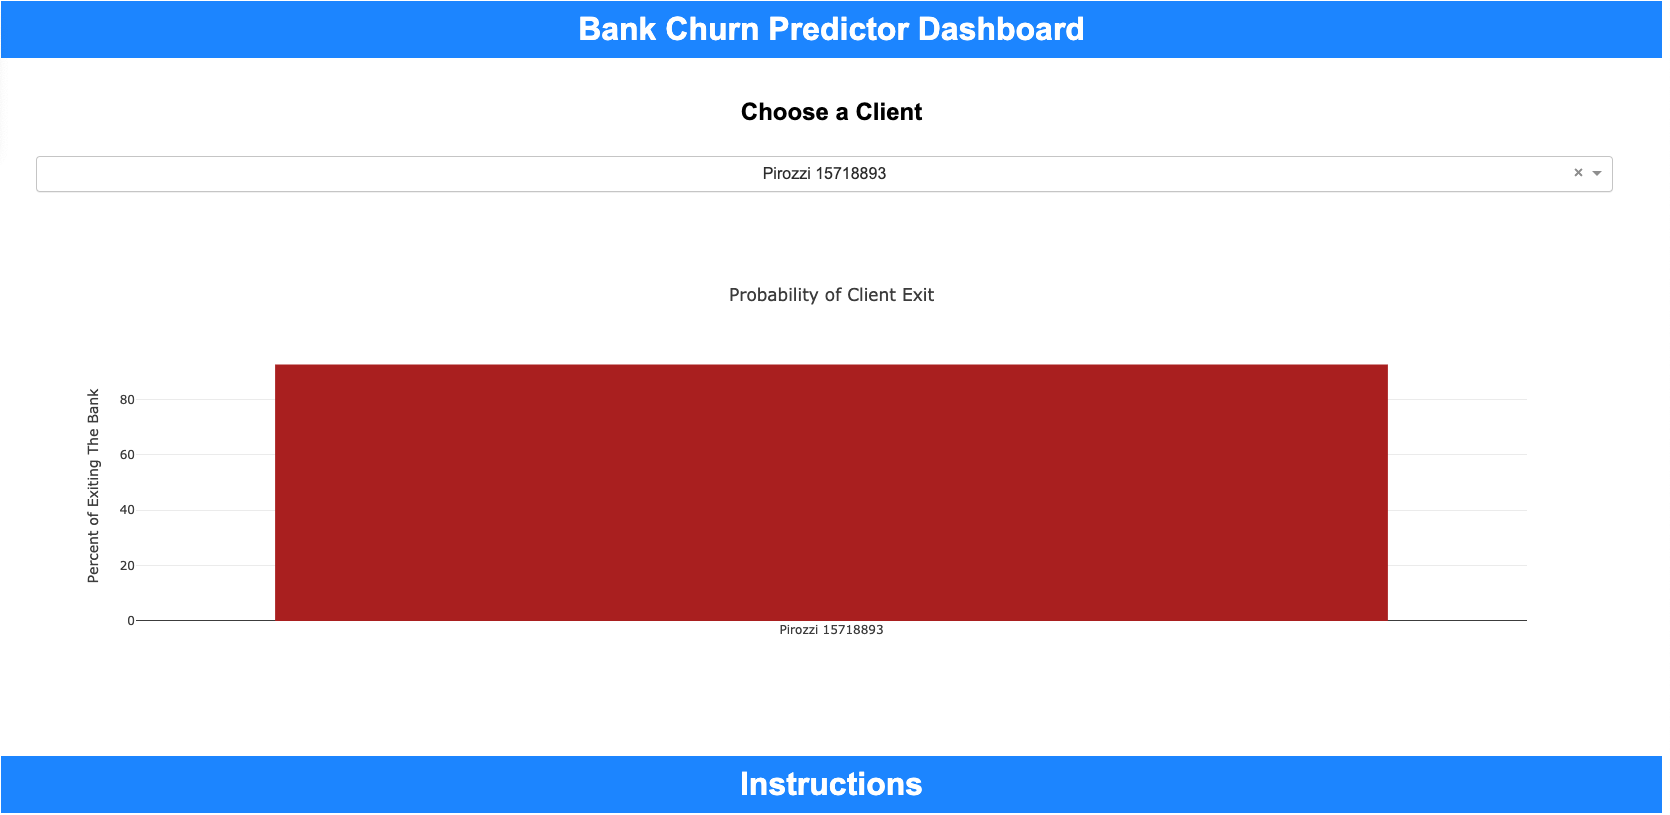 Bank Churn Predictor Dashboard
Choose a Client
Pirozzi 15718893 ×
Probability of Client Exit
Percent of Exiting The Bank
80
60
40
20
0
Pirozzi 15718893
Instructions